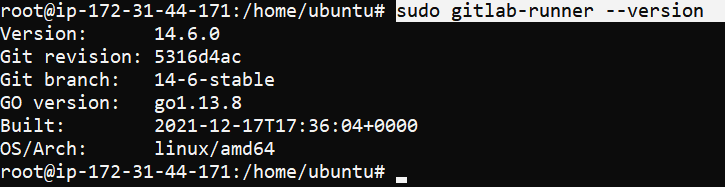 root@ip-172-31-44-171:/home/ubuntu# sudo gitlab-runner --version
Version:      14.6.0
Git revision: 5316d4ac
Git branch:   14-6-stable
GO version:   go1.13.8
Built:        2021-12-17T17:36:04+0000
OS/Arch:      linux/amd64
root@ip-172-31-44-171:/home/ubuntu#